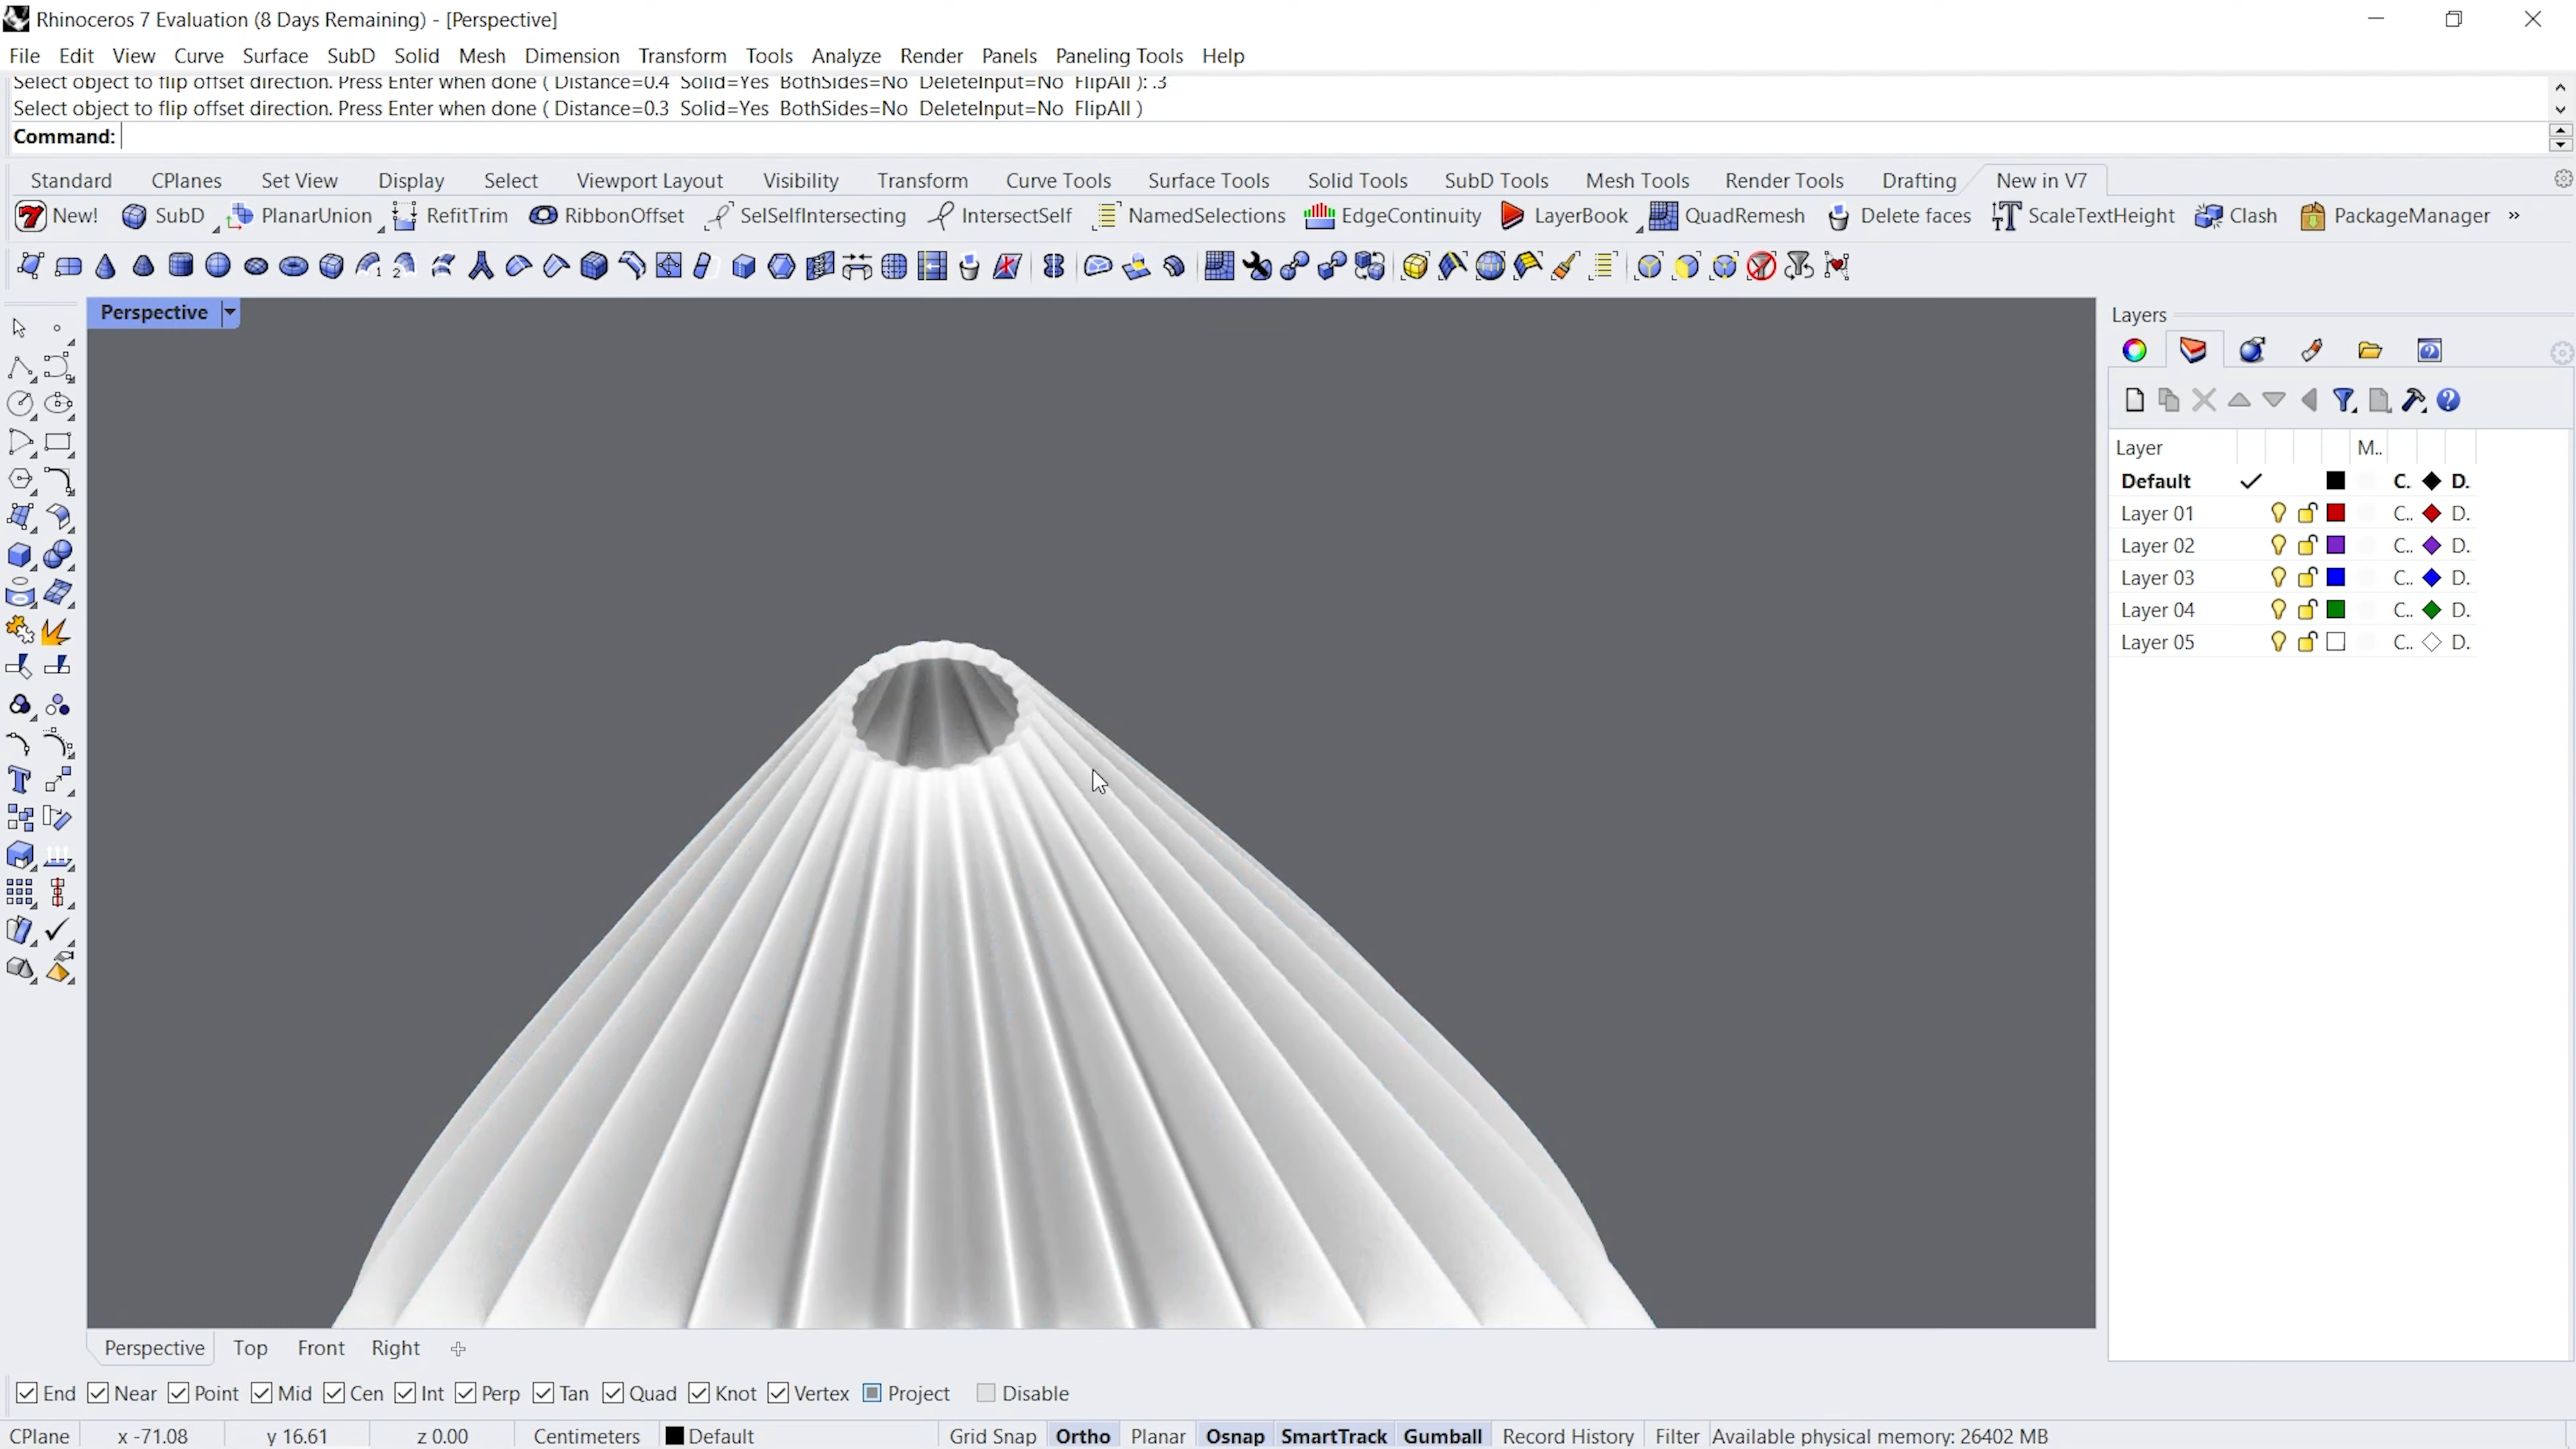 Rhinoceros 7 Evaluation (8 Days Remaining) - [Perspective]
File Edit View Curve Surface SubD Solid Mesh Dimension Transform Tools Analyze Render Panels Paneling Tools Help
Select object to flip offset direction. Press Enter when done ( Distance=0.4 Solid=Yes BothSides=No DeleteInput=No FlipAll ): .3
Select object to flip offset direction. Press Enter when done ( Distance=0.3 Solid=Yes BothSides=No DeleteInput=No FlipAll )
Command:
Standard CPlanes Set View Display Select Viewport Layout Visibility Transform Curve Tools Surface Tools Solid Tools SubD Tools Mesh Tools Render Tools Drafting New in V7
7 New! SubD PlanarUnion RefitTrim RibbonOffset SelSelfIntersecting IntersectSelf NamedSelections EdgeContinuity LayerBook QuadRemesh Delete faces ScaleTextHeight Clash PackageManager »
Perspective
Layers
Layer M..
Default C. D.
Layer 01 C.. D.
Layer 02 C.. D.
Layer 03 C.. D.
Layer 04 C.. D.
Layer 05 C.. D.
Perspective Top Front Right
End Near Point Mid Cen Int Perp Tan Quad Knot Vertex Project Disable
CPlane x -71.08 y 16.61 z 0.00 Centimeters Default Grid Snap Ortho Planar Osnap SmartTrack Gumball Record History Filter Available physical memory: 26402 MB